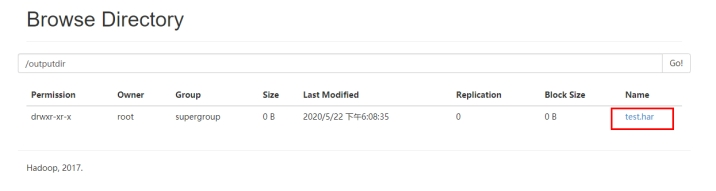 Browse Directory
/outputdir Go!
Permission Owner Group Size Last Modified Replication Block Size Name
drwxr-xr-x root supergroup 0 B 2020/5/22 下午6:08:35 0 0 B test.har
Hadoop, 2017.